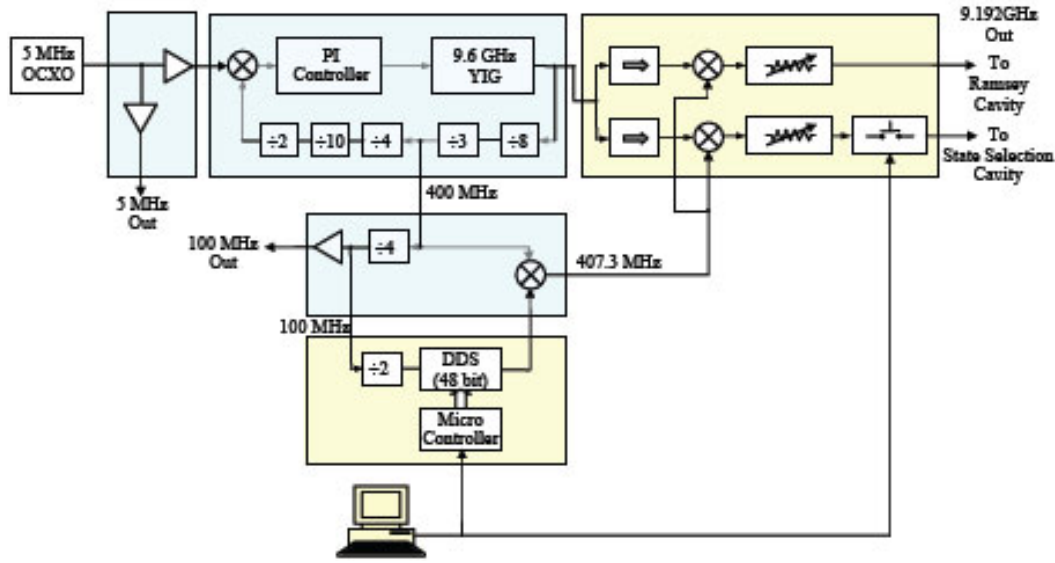 5 MHz
OCXO
PI
Controller
9.6 GHz
YIG
9.192GHz
Out
To
Ramsey
Cavity
÷2
÷10
÷4
÷3
÷8
To
State Selection
Cavity
5 MHz
Out
400 MHz
100 MHz
Out
÷4
407.3 MHz
100 MHz
÷2
DDS
(48 bit)
Micro
Controller